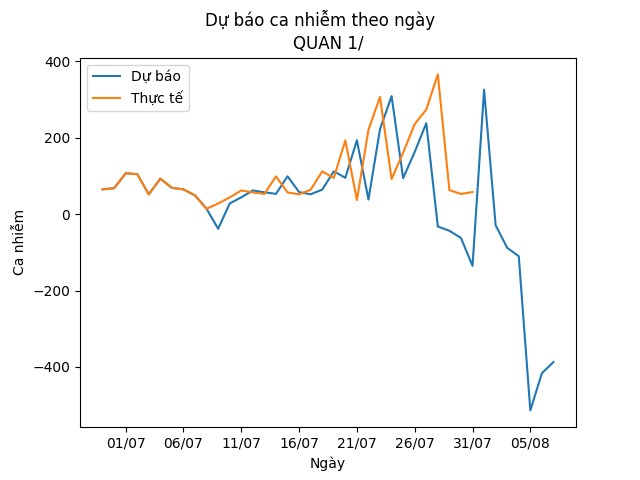 Dự báo ca nhiễm theo ngày
QUAN 1/
Dự báo
Thực tế
Ca nhiễm
400
200
0
−200
−400
01/07 06/07 11/07 16/07 21/07 26/07 31/07 05/08
Ngày